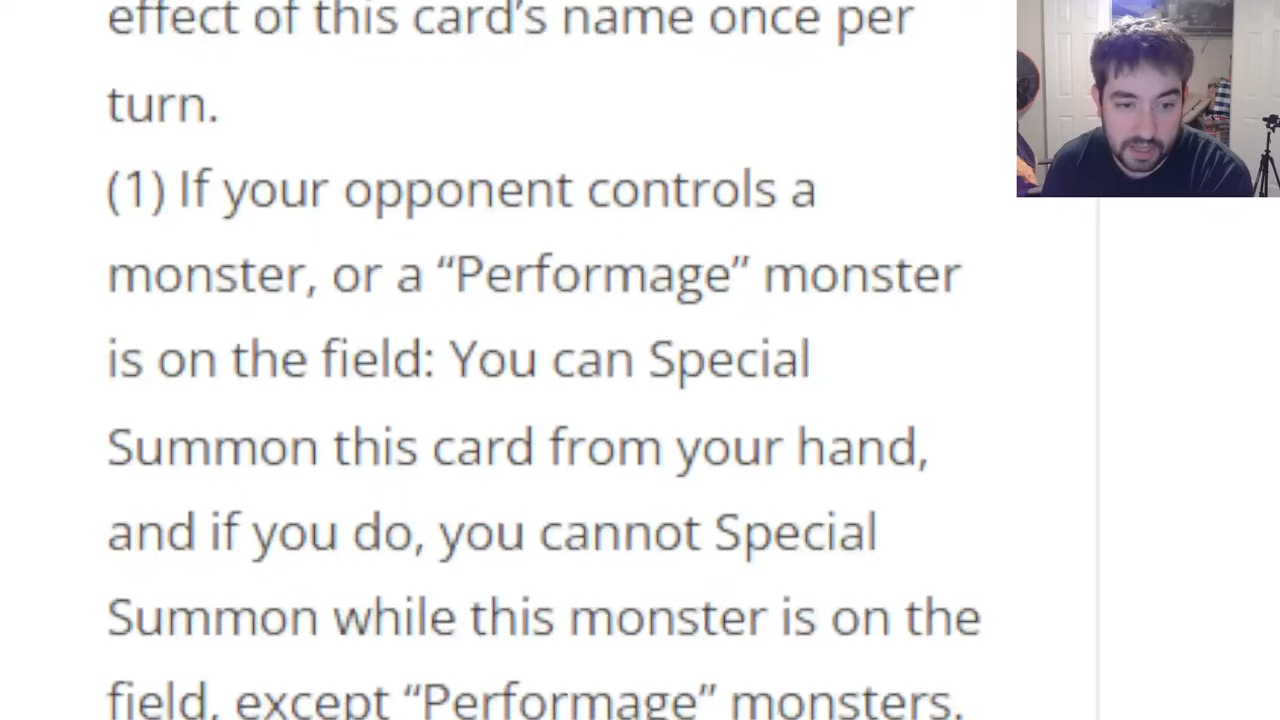 effect of this card’s name once per
turn.
(1) If your opponent controls a
monster, or a “Performage” monster
is on the field: You can Special
Summon this card from your hand,
and if you do, you cannot Special
Summon while this monster is on the
field, except “Performage” monsters.